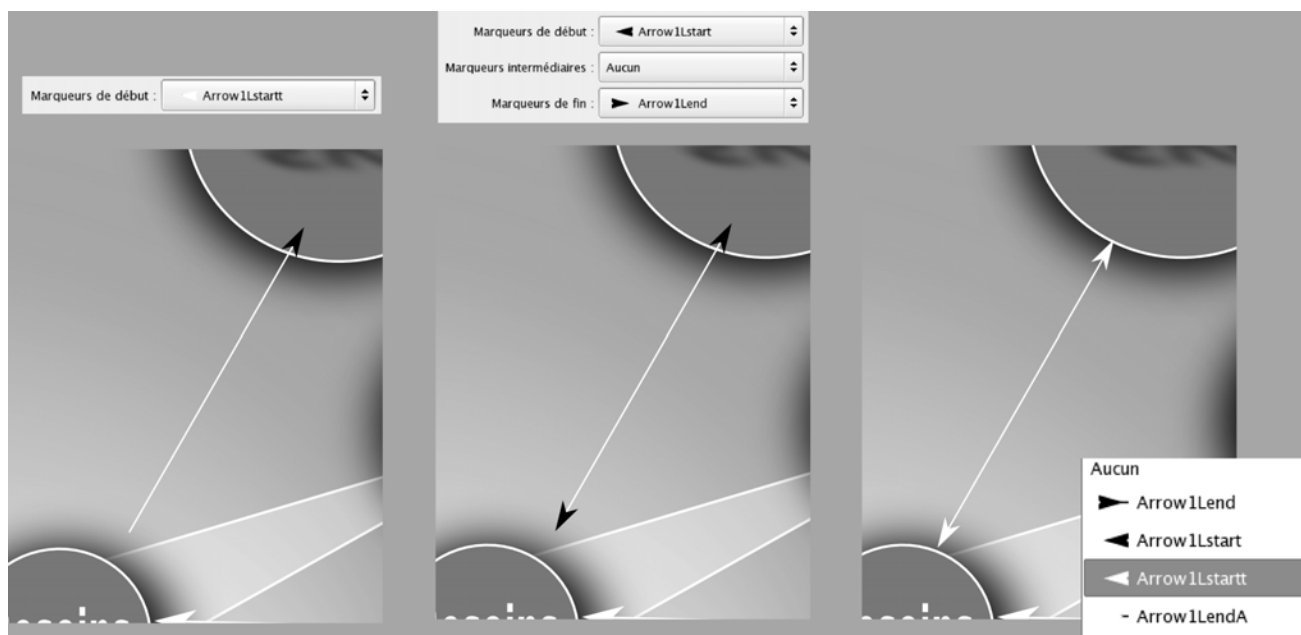 Marqueurs de début : Arrow1Lstartt
Marqueurs de début : Arrow1Lstart
Marqueurs intermédiaires : Aucun
Marqueurs de fin : Arrow1Lend
Aucun
Arrow1Lend
Arrow1Lstart
Arrow1Lstartt
Arrow1LendA